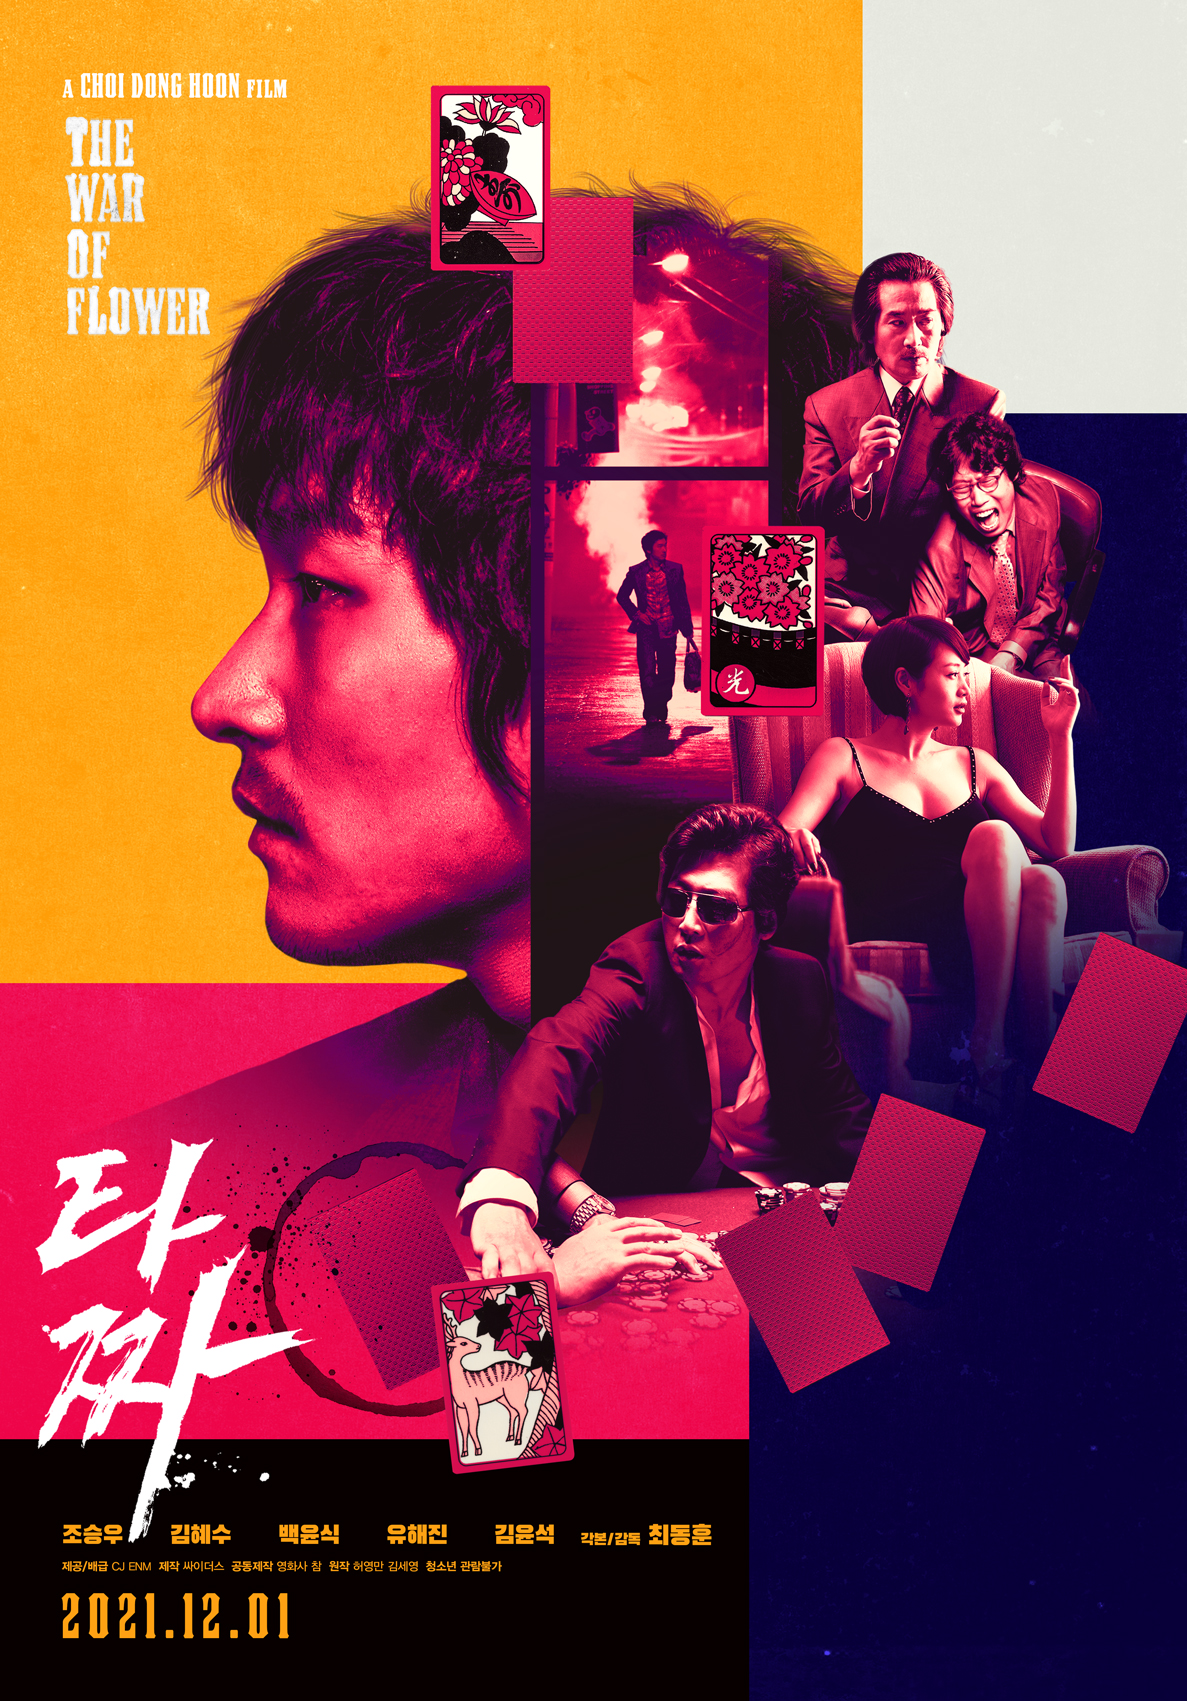 A CHOI DONG HOON FILM
THE
WAR
OF
FLOWER
光
타
짜
조승우 김혜수 백윤식 유해진 김윤석 각본/감독 최동훈
제공/배급 CJ ENM 제작 싸이더스 공동제작 영화사 참 원작 허영만 김세영 청소년 관람불가
2021.12.01